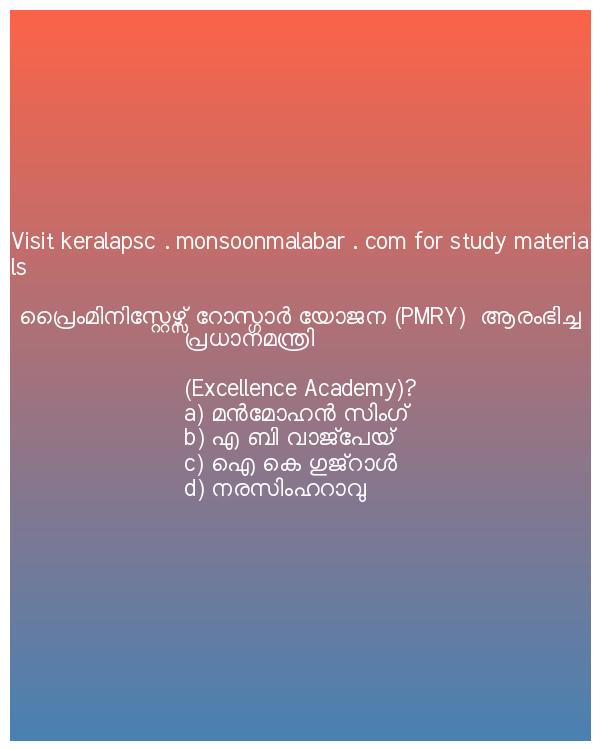 Visit keralapsc . monsoonmalabar . com for study materia
ls
പ്രൈംമിനിസ്റ്റേഴ്സ് റോസ്ഗാർ യോജന (PMRY) ആരംഭിച്ച
പ്രധാനമന്ത്രി
(Excellence Academy)?
a) മൻമോഹൻ സിംഗ്
b) എ ബി വാജ്പേയ്
c) ഐ കെ ഗുജ്റാൾ
d) നരസിംഹറാവു